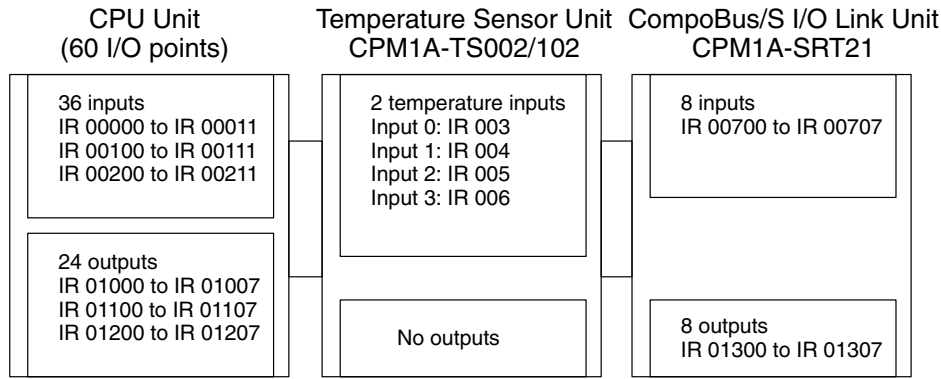 CPU Unit
(60 I/O points)
36 inputs
IR 00000 to IR 00011
IR 00100 to IR 00111
IR 00200 to IR 00211
24 outputs
IR 01000 to IR 01007
IR 01100 to IR 01107
IR 01200 to IR 01207
Temperature Sensor Unit
CPM1A-TS002/102
2 temperature inputs
Input 0: IR 003
Input 1: IR 004
Input 2: IR 005
Input 3: IR 006
No outputs
CompoBus/S I/O Link Unit
CPM1A-SRT21
8 inputs
IR 00700 to IR 00707
8 outputs
IR 01300 to IR 01307